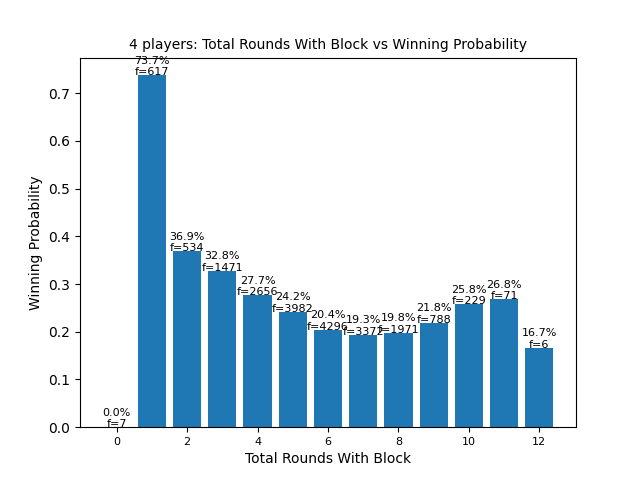 4 players: Total Rounds With Block vs Winning Probability
Winning Probability
0.7
0.6
0.5
0.4
0.3
0.2
0.1
0.0
0.0%
f=7
73.7%
f=617
36.9%
f=534
32.8%
f=1471
27.7%
f=2656
24.2%
f=3982
20.4%
f=4296
19.3%
f=3372
19.8%
f=1971
21.8%
f=788
25.8%
f=229
26.8%
f=71
16.7%
f=6
0 2 4 6 8 10 12
Total Rounds With Block